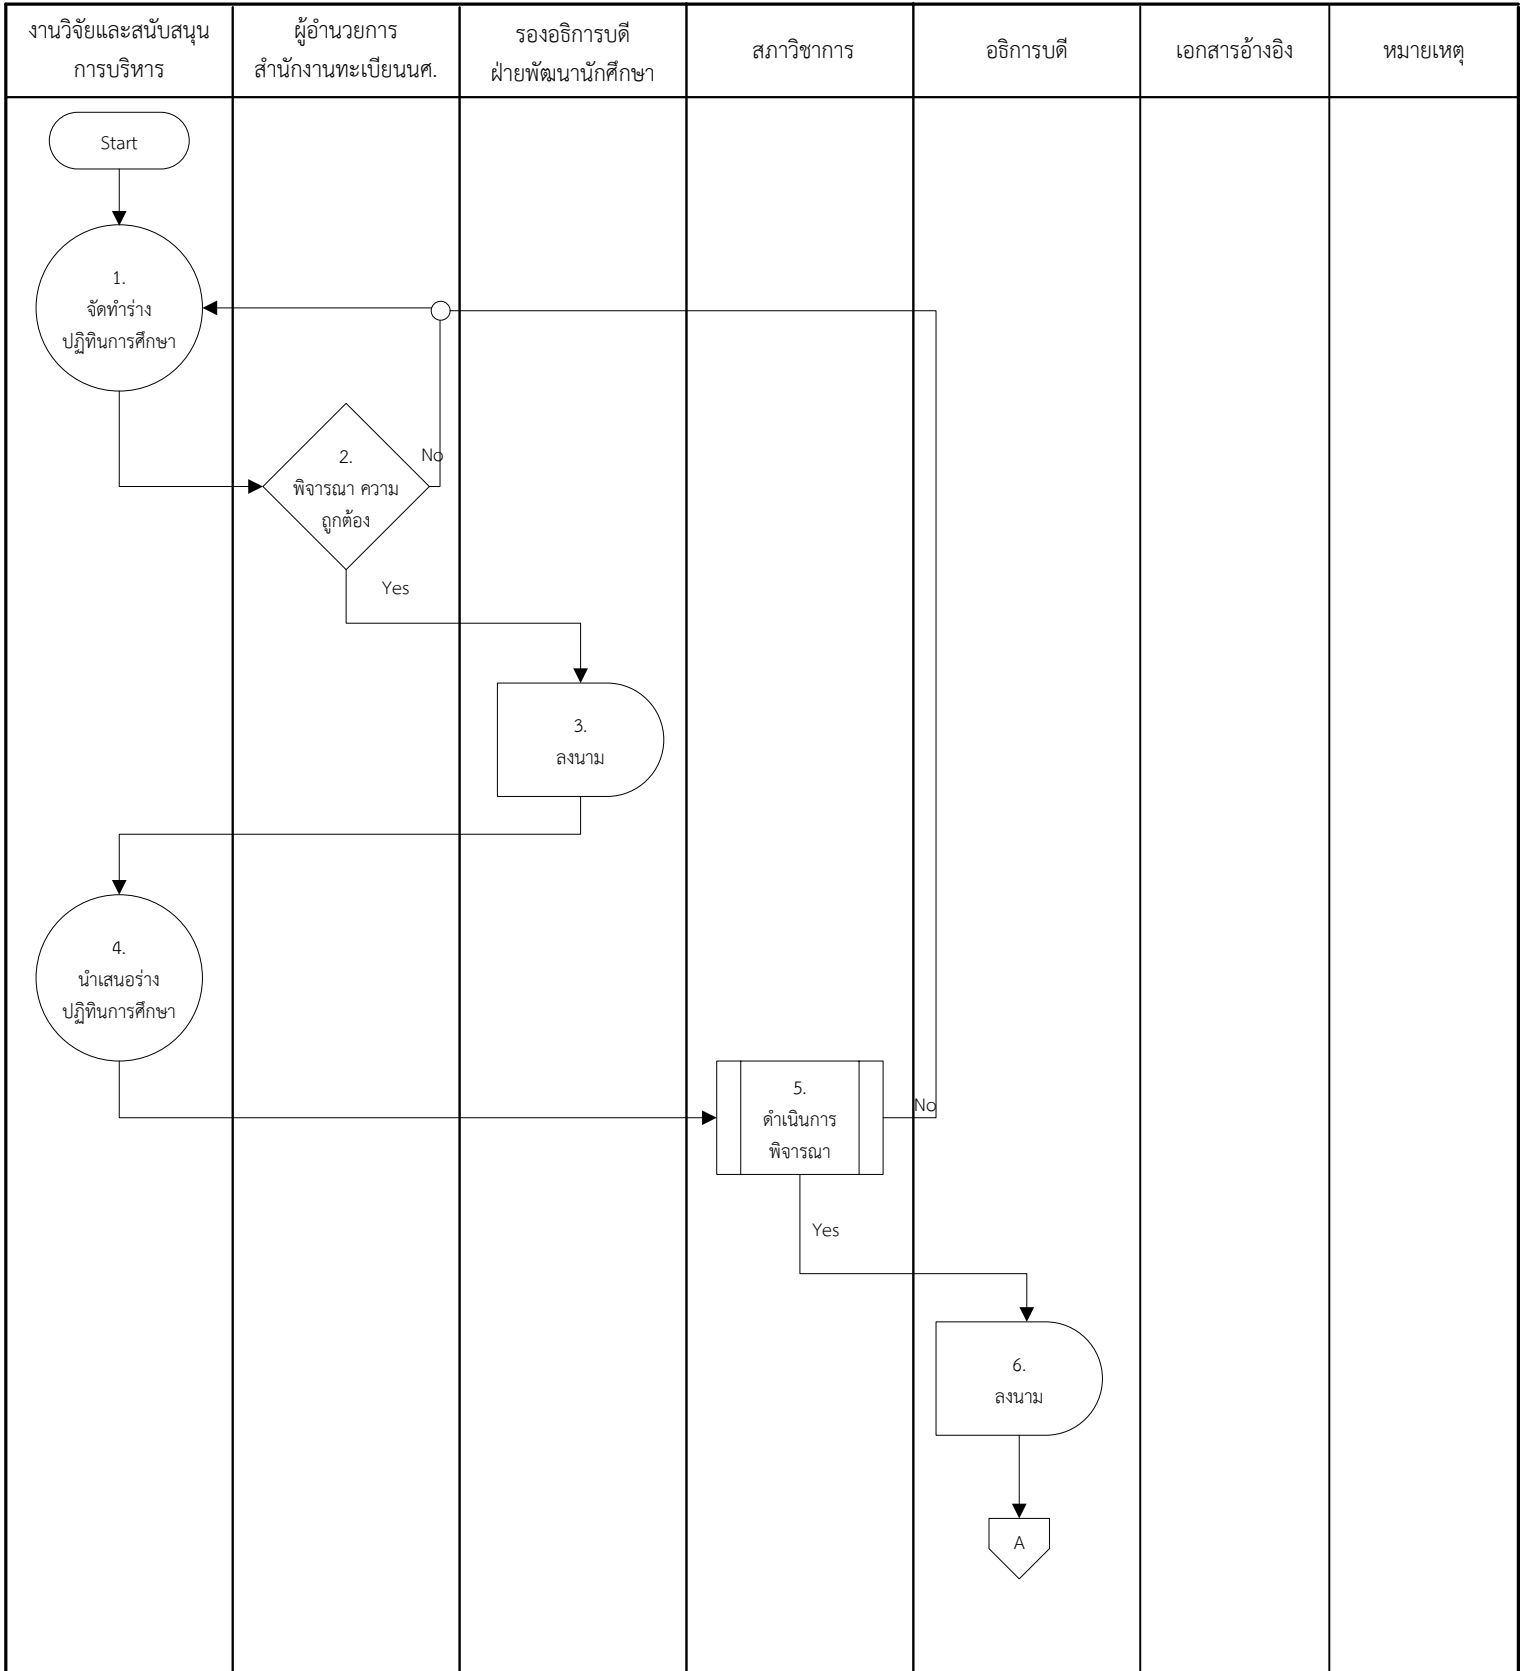 งานวิจัยและสนับสนุน
การบริหาร
ผู้อำนวยการ
สำนักงานทะเบียนนศ.
รองอธิการบดี
ฝ่ายพัฒนานักศึกษา
สภาวิชาการ
อธิการบดี
เอกสารอ้างอิง
หมายเหตุ
Start
1.
จัดทำร่าง
ปฏิทินการศึกษา
2.
พิจารณา ความ
ถูกต้อง
No
Yes
3.
ลงนาม
4.
นำเสนอร่าง
ปฏิทินการศึกษา
5.
ดำเนินการ
พิจารณา
No
Yes
6.
ลงนาม
A